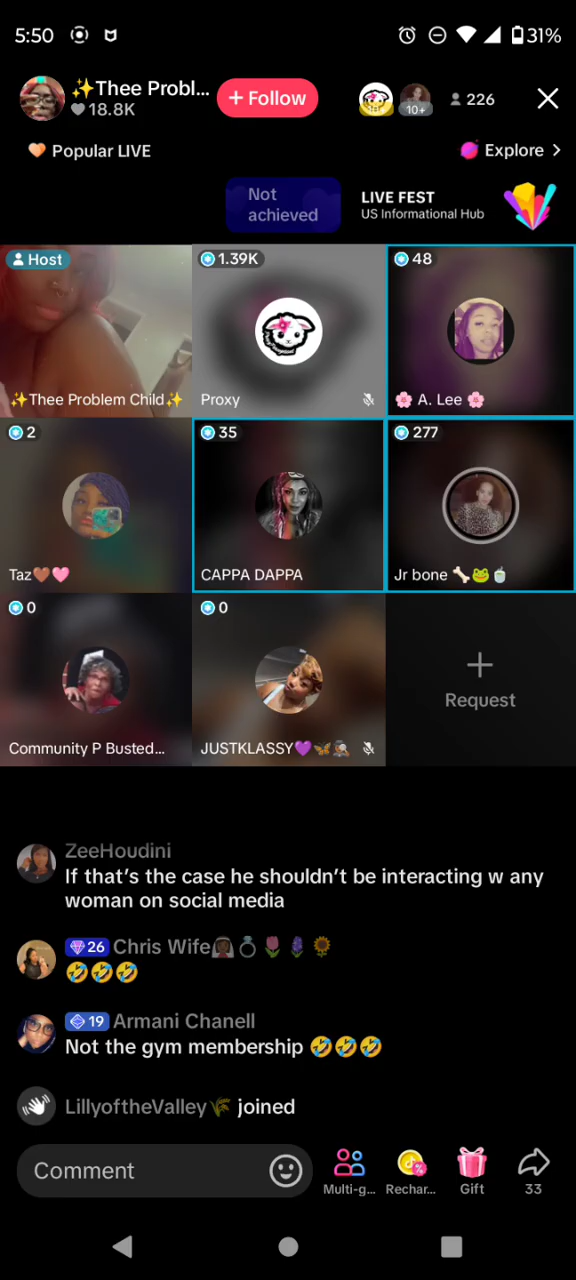 5:50
31%
✨Thee Probl...
18.8K
+ Follow
10+
226
Popular LIVE
Explore >
Not
achieved
LIVE FEST
US Informational Hub
Host
✨Thee Problem Child✨
1.39K
Proxy
48
🌸 A. Lee 🌸
2
Taz🤎🩷
35
CAPPA DAPPA
277
Jr bone 🦴🐸🍵
0
Community P Busted...
0
JUSTKLASSY💜🦋🕵🏽‍♀️
+
Request
ZeeHoudini
If that’s the case he shouldn’t be interacting w any
woman on social media
26 Chris Wife👰🏾💍🌷🪻🌻
🤣🤣🤣
19 Armani Chanell
Not the gym membership 🤣🤣🤣
LillyoftheValley🌾 joined
Comment
Multi-g...
Rechar...
Gift
33